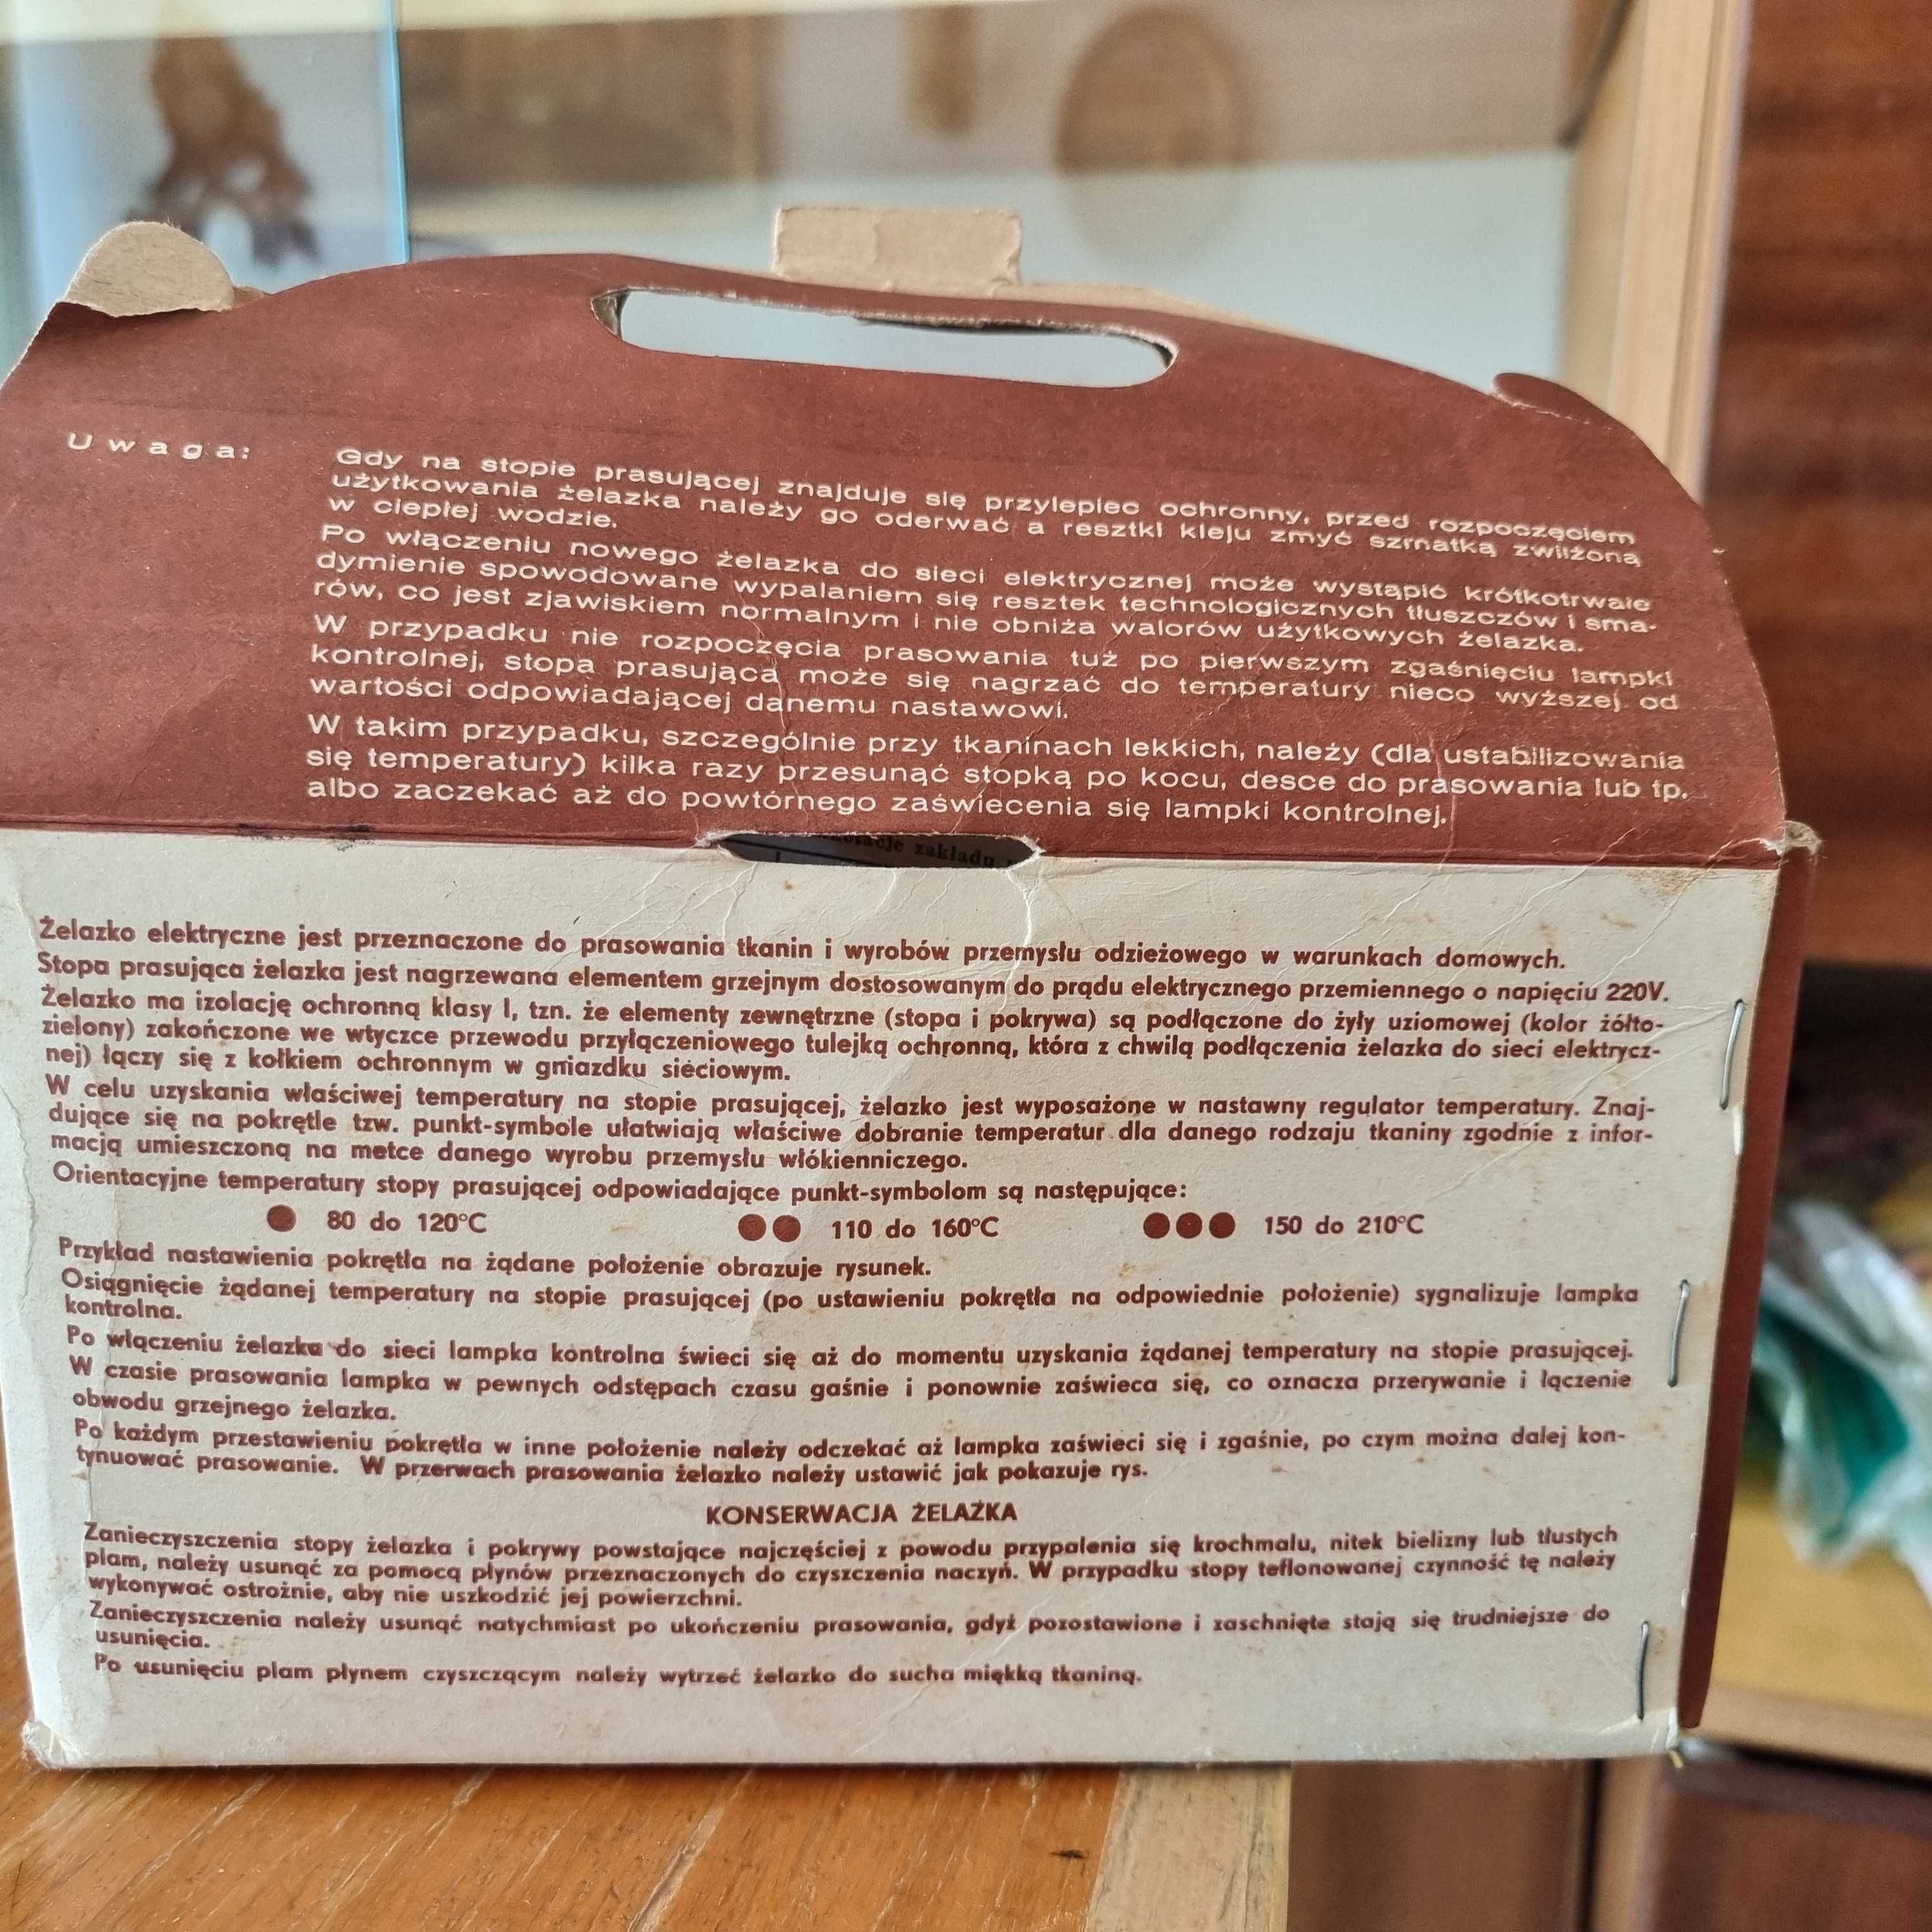 Uwaga:
Gdy na stopie prasującej znajduje się przylepiec ochronny, przed rozpoczęciem
użytkowania żelazka należy go oderwać a resztki kleju zmyć szmatką zwilżoną
w ciepłej wodzie.
Po włączeniu nowego żelazka do sieci elektrycznej może wystąpić krótkotrwałe
dymienie spowodowane wypalaniem się resztek technologicznych tłuszczów i sma-
rów, co jest zjawiskiem normalnym i nie obniża walorów użytkowych żelazka.
W przypadku nie rozpoczęcia prasowania tuż po pierwszym zgaśnięciu lampki
kontrolnej, stopa prasująca może się nagrzać do temperatury nieco wyższej od
wartości odpowiadającej danemu nastawowi.
W takim przypadku, szczególnie przy tkaninach lekkich, należy (dla ustabilizowania
się temperatury) kilka razy przesunąć stopką po kocu, desce do prasowania lub tp.
albo zaczekać aż do powtórnego zaświecenia się lampki kontrolnej.
zakładu
Żelazko elektryczne jest przeznaczone do prasowania tkanin i wyrobów przemysłu odzieżowego w warunkach domowych.
Stopa prasująca żelazka jest nagrzewana elementem grzejnym dostosowanym do prądu elektrycznego przemiennego o napięciu 220V.
Żelazko ma izolację ochronną klasy I, tzn. że elementy zewnętrzne (stopa i pokrywa) są podłączone do żyły uziomowej (kolor żółto-
zielony) zakończone we wtyczce przewodu przyłączeniowego tulejką ochronną, która z chwilą podłączenia żelazka do sieci elektrycz-
nej) łączy się z kołkiem ochronnym w gniazdku sieciowym.
W celu uzyskania właściwej temperatury na stopie prasującej, żelazko jest wyposażone w nastawny regulator temperatury. Znaj-
dujące się na pokrętle tzw. punkt-symbole ułatwiają właściwe dobranie temperatur dla danego rodzaju tkaniny zgodnie z infor-
macją umieszczoną na metce danego wyrobu przemysłu włókienniczego.
Orientacyjne temperatury stopy prasującej odpowiadające punkt-symbolom są następujące:
● 80 do 120°C ●● 110 do 160°C ●●● 150 do 210°C
Przykład nastawienia pokrętła na żądane położenie obrazuje rysunek.
Osiągnięcie żądanej temperatury na stopie prasującej (po ustawieniu pokrętła na odpowiednie położenie) sygnalizuje lampka
kontrolna.
Po włączeniu żelazka do sieci lampka kontrolna świeci się aż do momentu uzyskania żądanej temperatury na stopie prasującej.
W czasie prasowania lampka w pewnych odstępach czasu gaśnie i ponownie zaświeca się, co oznacza przerywanie i łączenie
obwodu grzejnego żelazka.
Po każdym przestawieniu pokrętła w inne położenie należy odczekać aż lampka zaświeci się i zgaśnie, po czym można dalej kon-
tynuować prasowanie. W przerwach prasowania żelazko należy ustawić jak pokazuje rys.
KONSERWACJA ŻELAZKA
Zanieczyszczenia stopy żelazka i pokrywy powstające najczęściej z powodu przypalenia się krochmalu, nitek bielizny lub tłustych
plam, należy usunąć za pomocą płynów przeznaczonych do czyszczenia naczyń. W przypadku stopy teflonowanej czynność tę należy
wykonywać ostrożnie, aby nie uszkodzić jej powierzchni.
Zanieczyszczenia należy usunąć natychmiast po ukończeniu prasowania, gdyż pozostawione i zaschnięte stają się trudniejsze do
usunięcia.
Po usunięciu plam płynem czyszczącym należy wytrzeć żelazko do sucha miękką tkaniną.